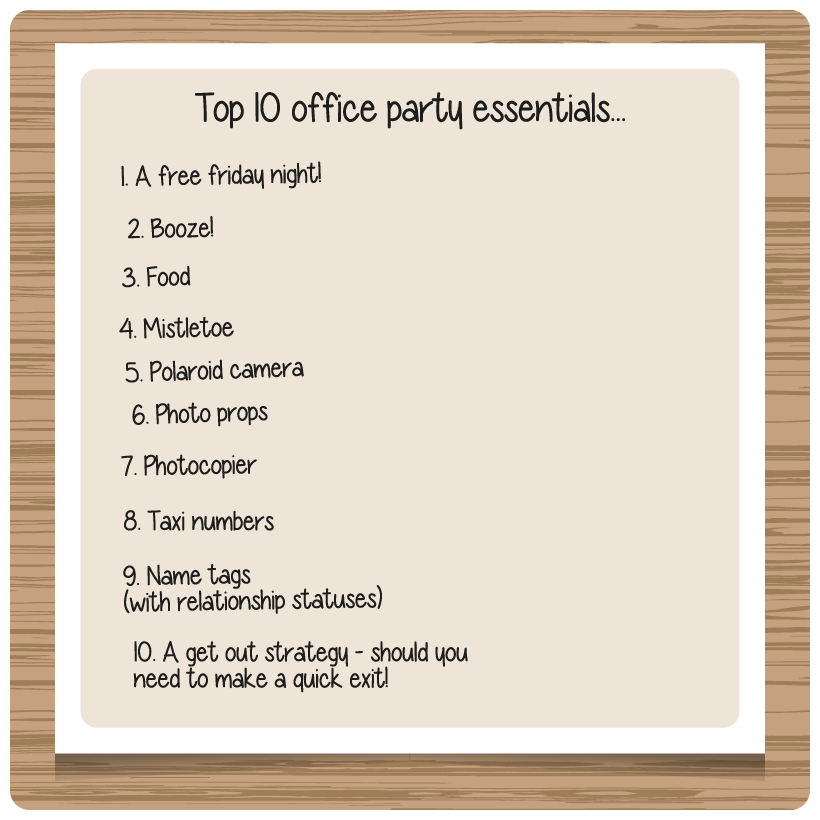 Top 10 office party essentials...
1. A free friday night!
2. Booze!
3. Food
4. Mistletoe
5. Polaroid camera
6. Photo props
7. Photocopier
8. Taxi numbers
9. Name tags
(with relationship statuses)
10. A get out strategy - should you
need to make a quick exit!